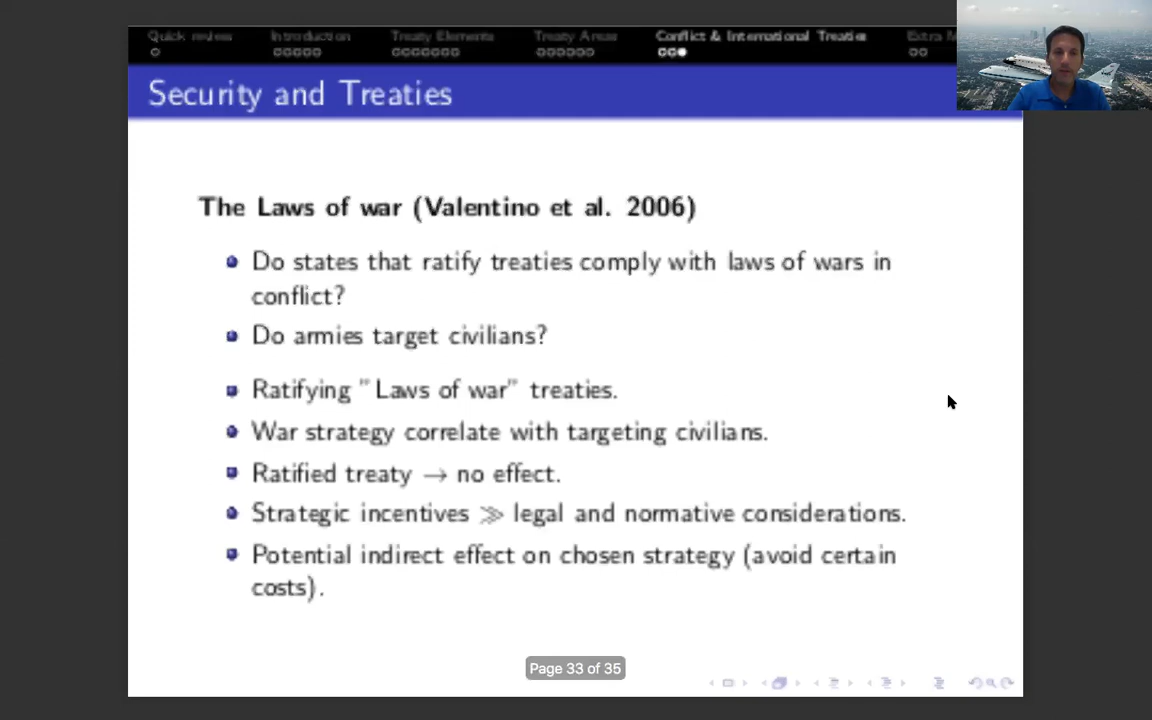 Quick review
Introduction
Treaty Elements
Treaty Areas
Conflict & International Treaties
Extra M
Security and Treaties
The Laws of war (Valentino et al. 2006)
Do states that ratify treaties comply with laws of wars in
conflict?
Do armies target civilians?
Ratifying "Laws of war" treaties.
War strategy correlate with targeting civilians.
Ratified treaty → no effect.
Strategic incentives ≫ legal and normative considerations.
Potential indirect effect on chosen strategy (avoid certain
costs).
Page 33 of 35